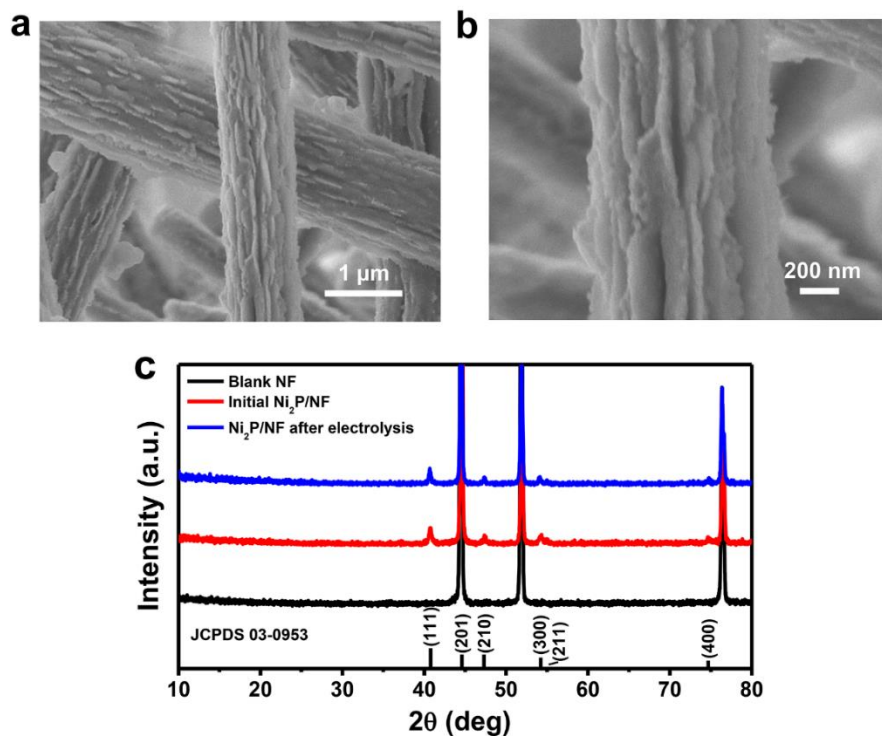 a
b
1 µm
200 nm
c
Blank NF
Initial Ni₂P/NF
Ni₂P/NF after electrolysis
Intensity (a.u.)
JCPDS 03-0953
(111)
(201)
(210)
(300)
(211)
(400)
10 20 30 40 50 60 70 80
2θ (deg)